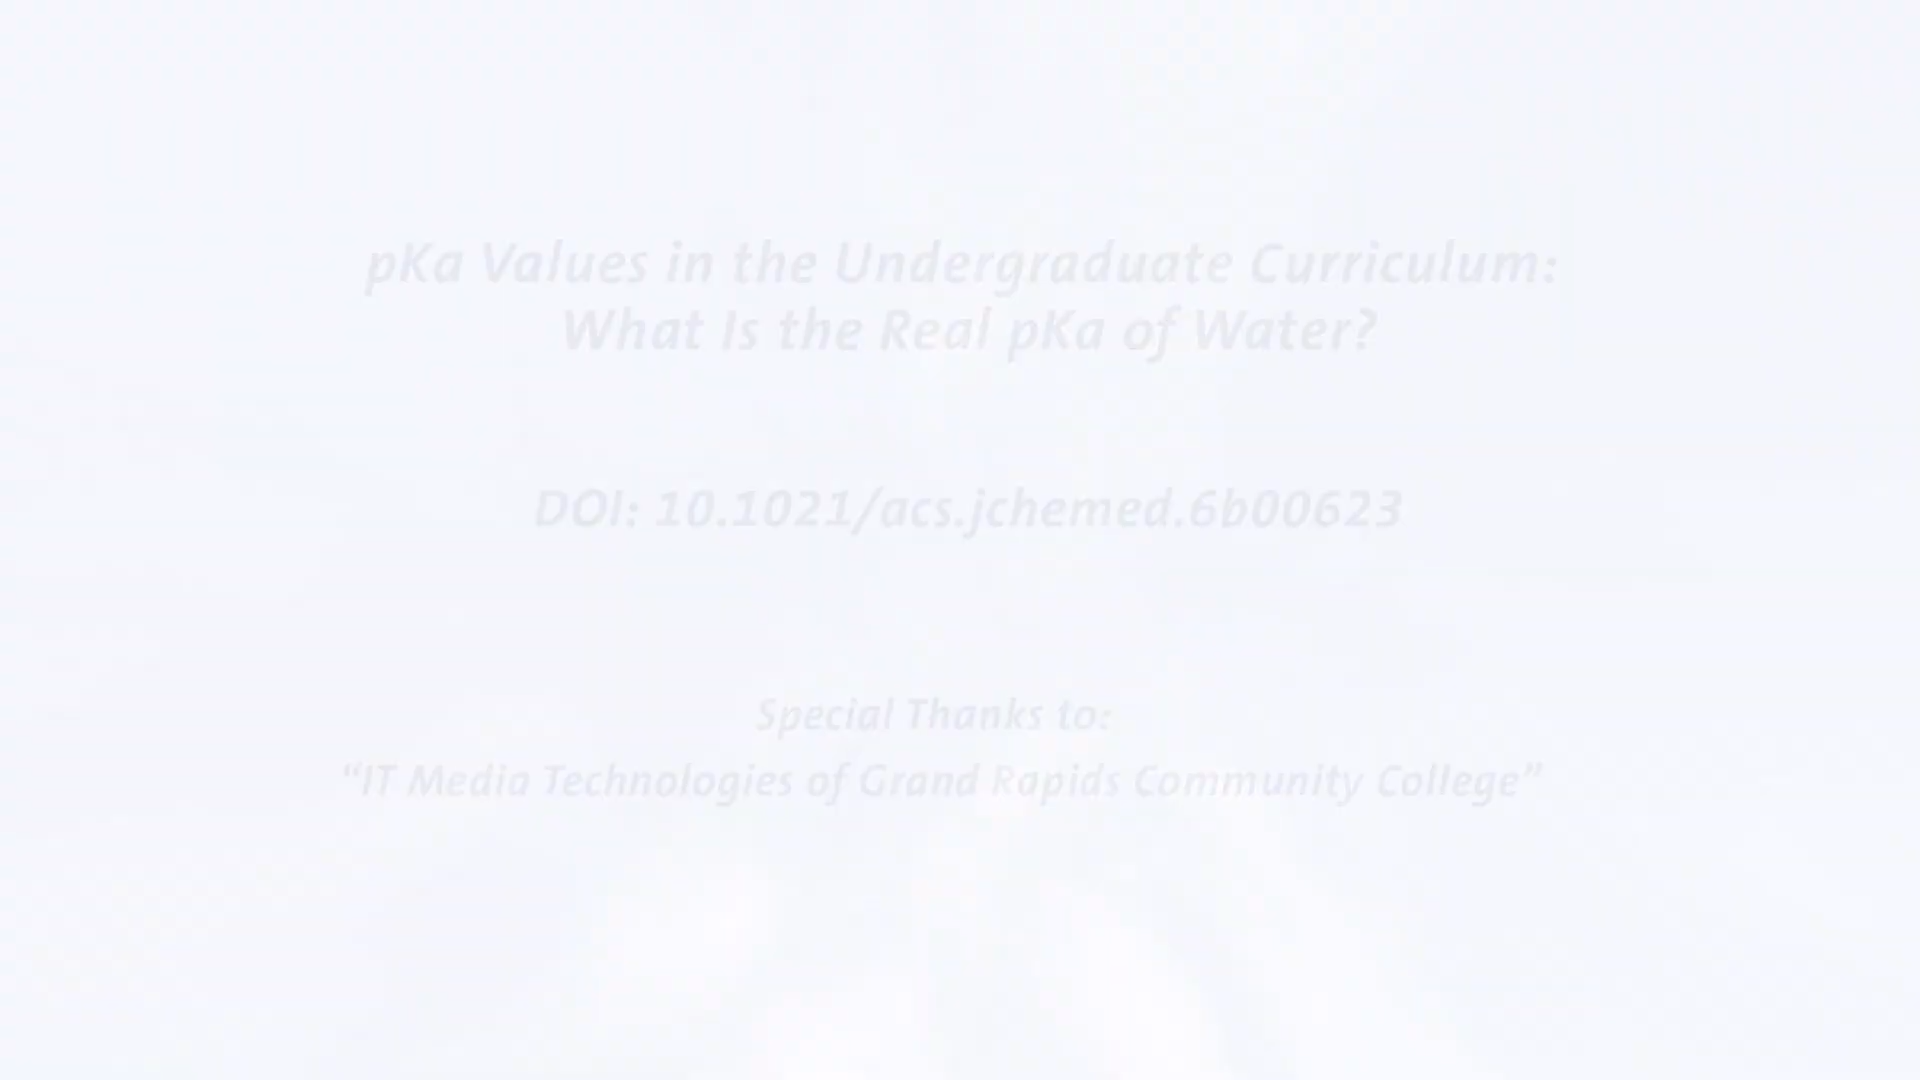 pKa Values in the Undergraduate Curriculum:
What Is the Real pKa of Water?
DOI: 10.1021/acs.jchemed.6b00623
Special Thanks to:
“IT Media Technologies of Grand Rapids Community College”